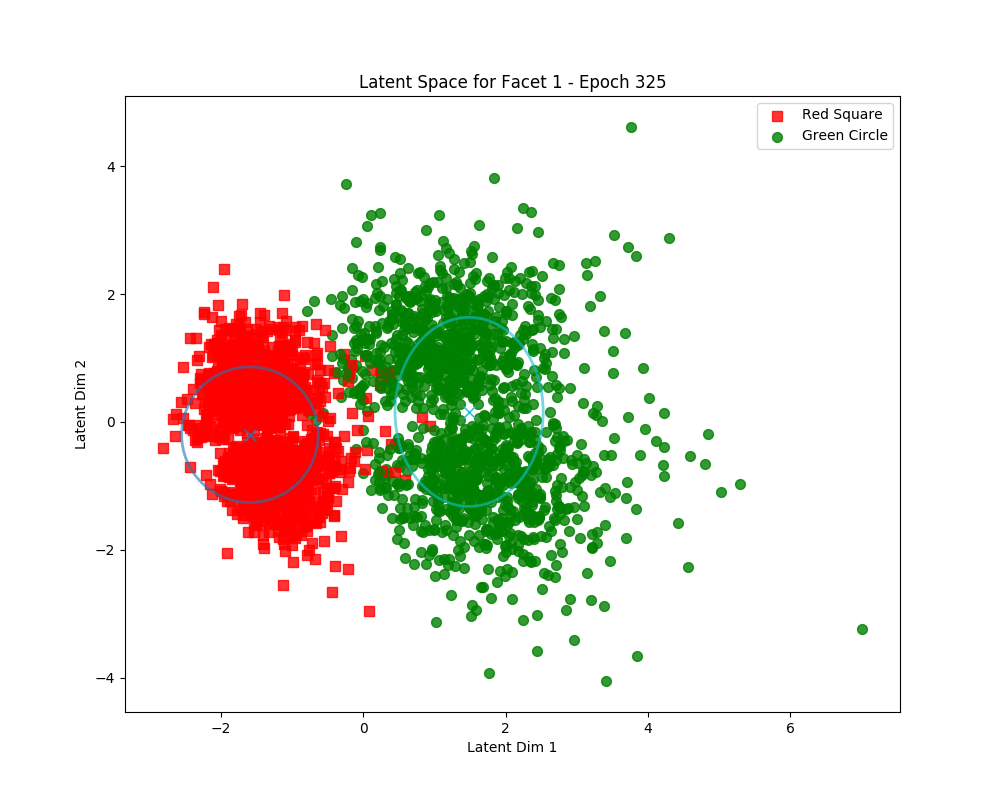 Latent Space for Facet 1 - Epoch 325
Red Square
Green Circle
4
2
0
−2
−4
Latent Dim 2
−2 0 2 4 6
Latent Dim 1